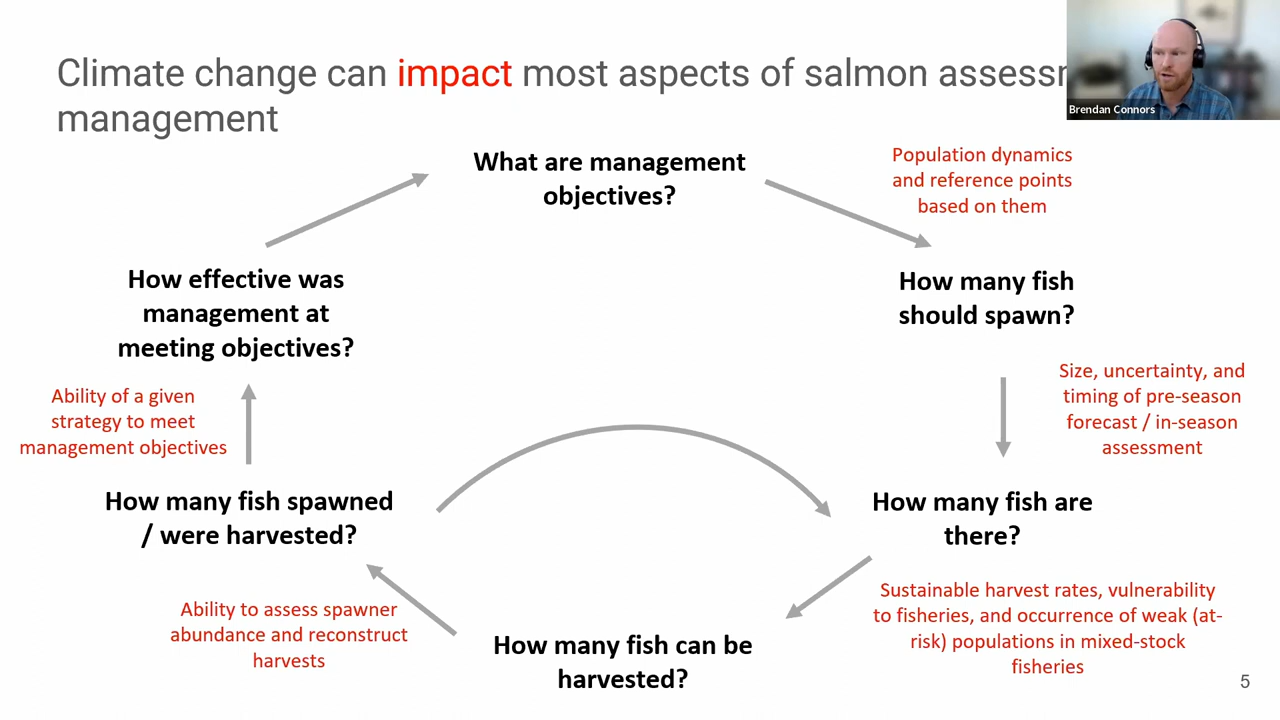 Climate change can impact most aspects of salmon
management
Brendan Connors
What are management
objectives?
Population dynamics
and reference points
based on them
How many fish
should spawn?
Size, uncertainty, and
timing of pre-season
forecast / in-season
assessment
How many fish are
there?
Sustainable harvest rates, vulnerability
to fisheries, and occurrence of weak (at-
risk) populations in mixed-stock
fisheries
How many fish can be
harvested?
Ability to assess spawner
abundance and reconstruct
harvests
How many fish spawned
/ were harvested?
Ability of a given
strategy to meet
management objectives
How effective was
management at
meeting objectives?
5